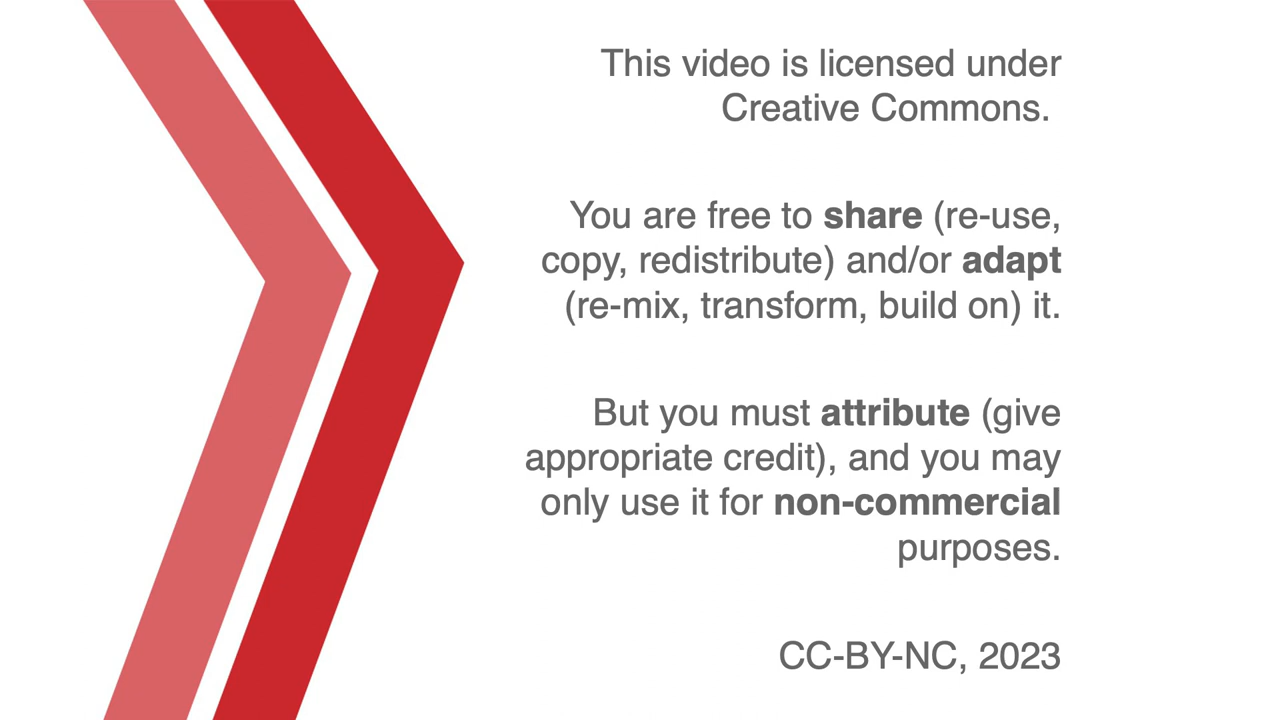 This video is licensed under
Creative Commons.
You are free to share (re-use,
copy, redistribute) and/or adapt
(re-mix, transform, build on) it.
But you must attribute (give
appropriate credit), and you may
only use it for non-commercial
purposes.
CC-BY-NC, 2023